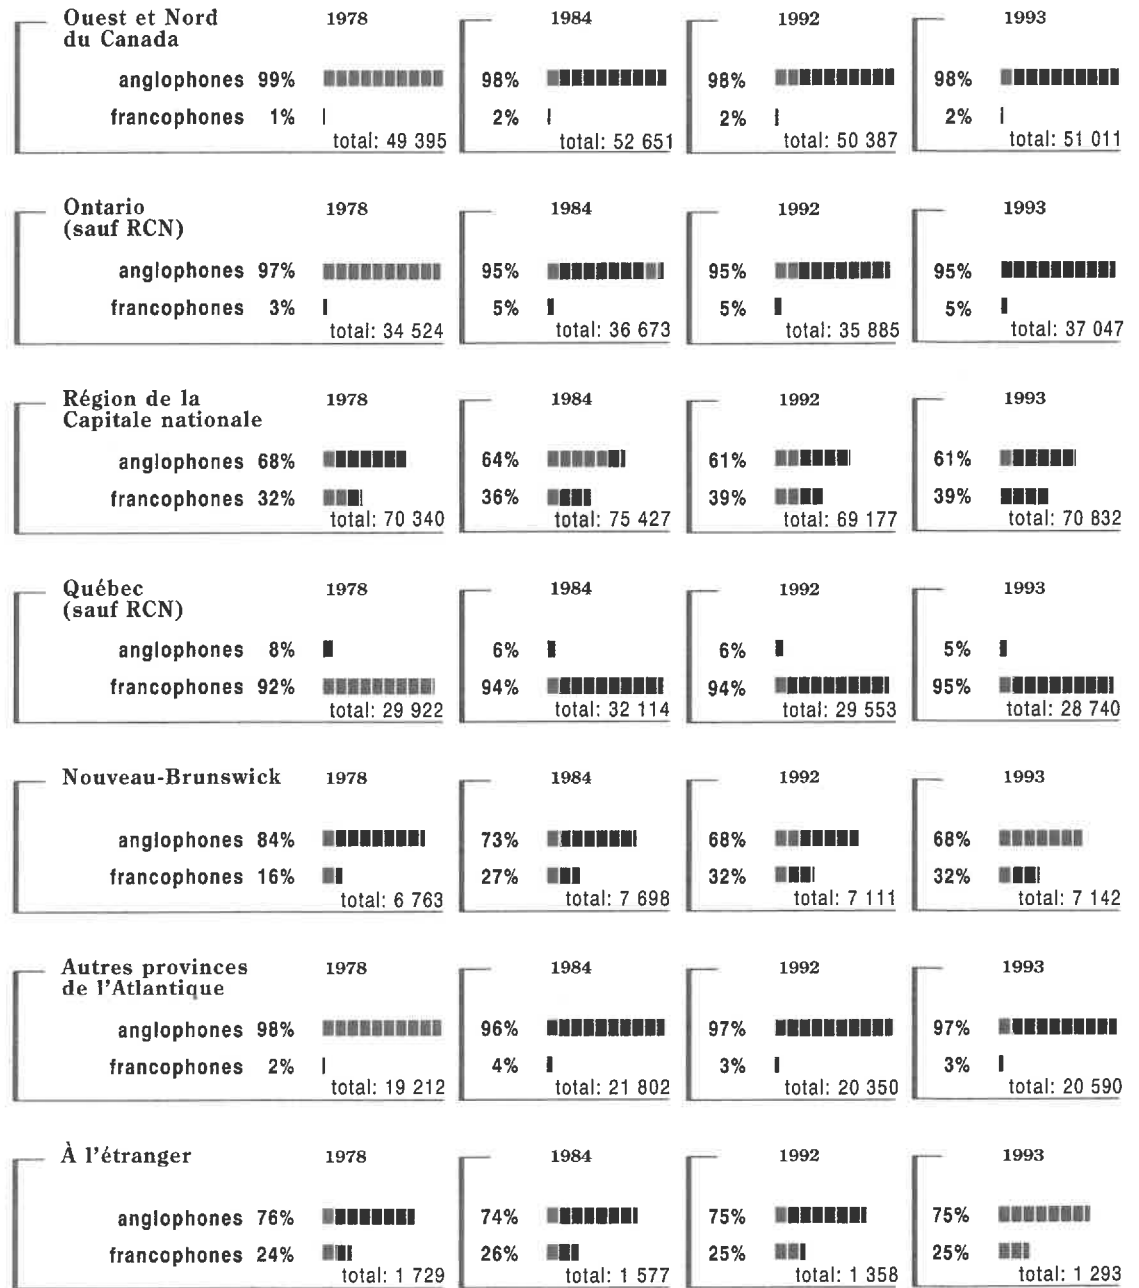 Ouest et Nord 1978 1984 1992 1993
du Canada
anglophones 99% 98% 98% 98%
francophones 1% 2% 2% 2%
total: 49 395 total: 52 651 total: 50 387 total: 51 011
Ontario 1978 1984 1992 1993
(sauf RCN)
anglophones 97% 95% 95% 95%
francophones 3% 5% 5% 5%
total: 34 524 total: 36 673 total: 35 885 total: 37 047
Région de la 1978 1984 1992 1993
Capitale nationale
anglophones 68% 64% 61% 61%
francophones 32% 36% 39% 39%
total: 70 340 total: 75 427 total: 69 177 total: 70 832
Québec 1978 1984 1992 1993
(sauf RCN)
anglophones 8% 6% 6% 5%
francophones 92% 94% 94% 95%
total: 29 922 total: 32 114 total: 29 553 total: 28 740
Nouveau-Brunswick 1978 1984 1992 1993
anglophones 84% 73% 68% 68%
francophones 16% 27% 32% 32%
total: 6 763 total: 7 698 total: 7 111 total: 7 142
Autres provinces 1978 1984 1992 1993
de l'Atlantique
anglophones 98% 96% 97% 97%
francophones 2% 4% 3% 3%
total: 19 212 total: 21 802 total: 20 350 total: 20 590
À l'étranger 1978 1984 1992 1993
anglophones 76% 74% 75% 75%
francophones 24% 26% 25% 25%
total: 1 729 total: 1 577 total: 1 358 total: 1 293